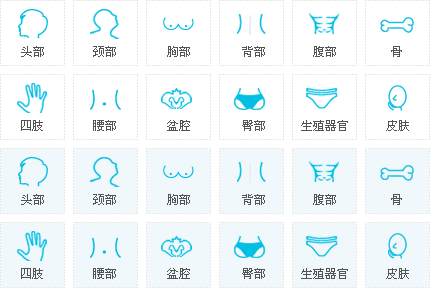 头部 颈部 胸部 背部 腹部 骨
四肢 腰部 盆腔 臀部 生殖器官 皮肤
头部 颈部 胸部 背部 腹部 骨
四肢 腰部 盆腔 臀部 生殖器官 皮肤